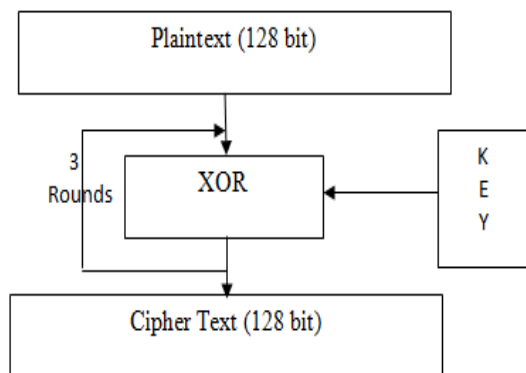 Plaintext (128 bit)
3
Rounds
XOR
K
E
Y
Cipher Text (128 bit)